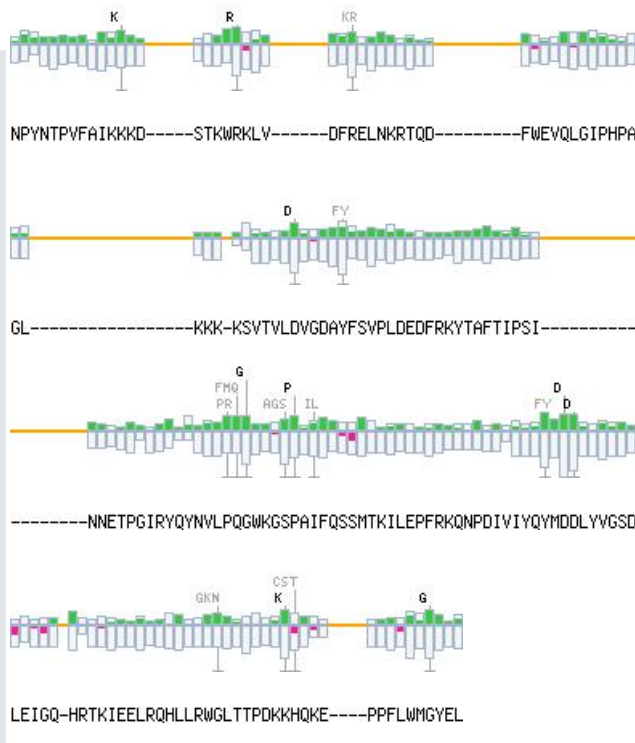 K R KR
NPYNTPVFAIKKKD-----STKWRKLV------DFRELNKRTQD---------FWEVQLGIPHPA
D FY
GL-----------------KKK-KSVTVLDVGDAYFSVPLDEDFRKYTAFTIPSI----------
G P D
FMQ
PR AGS IL FY D
--------NNETPGIRYQYNVLPQGWKGSPAIFQSSMTKILEPFRKQNPDIVIYQYMDDLYVGSD
CST
GKN K G
LEIGQ-HRTKIEELRQHLLRWGLTTPDKKHQKE----PPFLWMGYEL